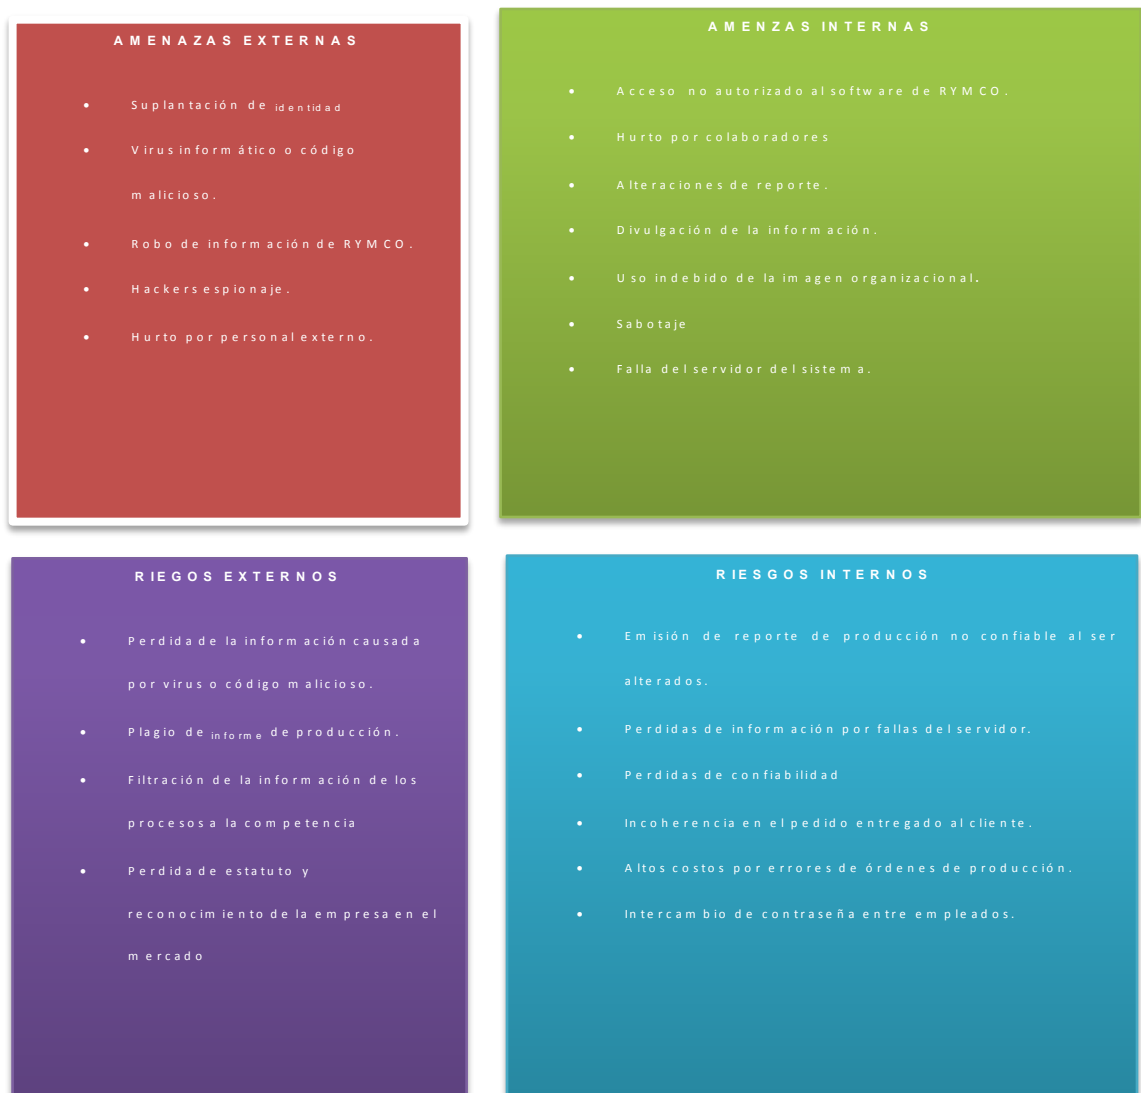 AMENAZAS EXTERNAS
• Suplantación de identidad
• Virus informático o código
malicioso.
• Robo de información de RYMCO.
• Hackers espionaje.
• Hurto por personal externo.
AMENZAS INTERNAS
• Acceso no autorizado al software de RYMCO.
• Hurto por colaboradores
• Alteraciones de reporte.
• Divulgación de la información.
• Uso indebido de la imagen organizacional.
• Sabotaje
• Falla del servidor del sistema.
RIEGOS EXTERNOS
• Perdida de la información causada
por virus o código malicioso.
• Plagio de informe de producción.
• Filtración de la información de los
procesos a la competencia
• Perdida de estatuto y
reconocimiento de la empresa en el
mercado
RIESGOS INTERNOS
• Emisión de reporte de producción no confiable al ser
alterados.
• Perdidas de información por fallas del servidor.
• Perdidas de confiabilidad
• Incoherencia en el pedido entregado al cliente.
• Altos costos por errores de órdenes de producción.
• Intercambio de contraseña entre empleados.